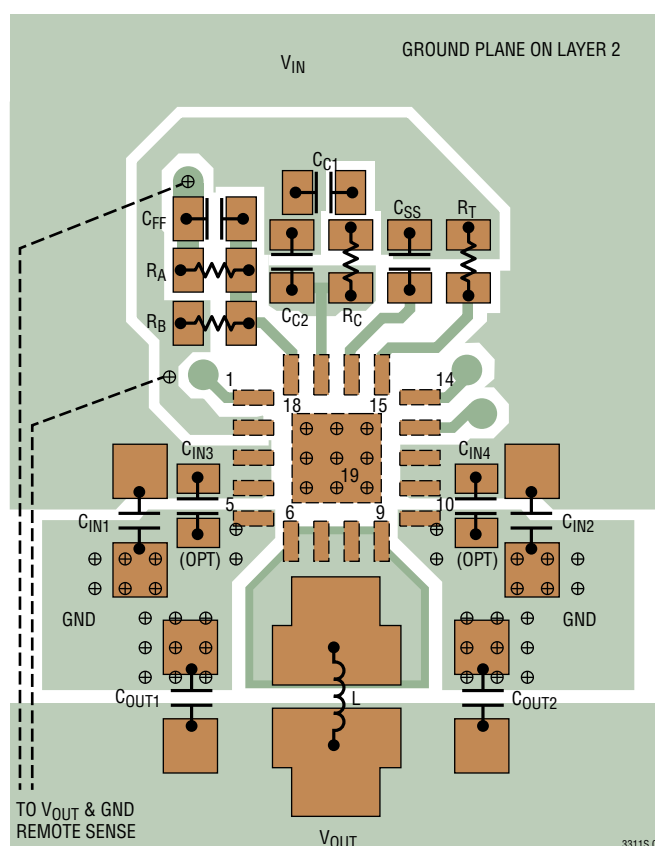 GROUND PLANE ON LAYER 2
VIN
CC1
CFF
CSS
RT
RA
CC2
RC
RB
1
14
18
15
19
CIN3
CIN4
CIN1
5
6
9
10
CIN2
(OPT)
(OPT)
GND
GND
COUT1
L
COUT2
TO VOUT & GND
REMOTE SENSE
VOUT